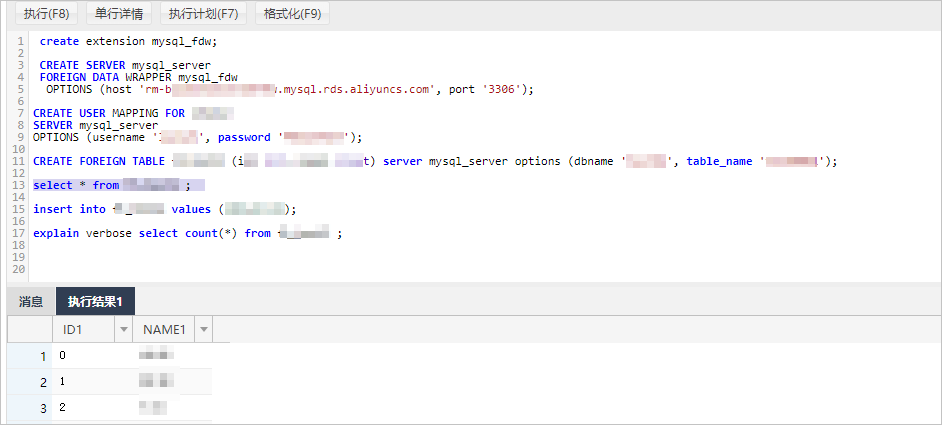 执行(F8) 单行详情 执行计划(F7) 格式化(F9)
1 create extension mysql_fdw;
2
3 CREATE SERVER mysql_server
4 FOREIGN DATA WRAPPER mysql_fdw
5 OPTIONS (host 'rm-b .mysql.rds.aliyuncs.com', port '3306');
6
7 CREATE USER MAPPING FOR
8 SERVER mysql_server
9 OPTIONS (username ' ', password ' ');
10
11 CREATE FOREIGN TABLE (i t) server mysql_server options (dbname ' ', table_name ' ');
12
13 select * from ;
14
15 insert into values ( );
16
17 explain verbose select count(*) from ;
18
19
20
消息 执行结果1
ID1 NAME1
1 0
2 1
3 2